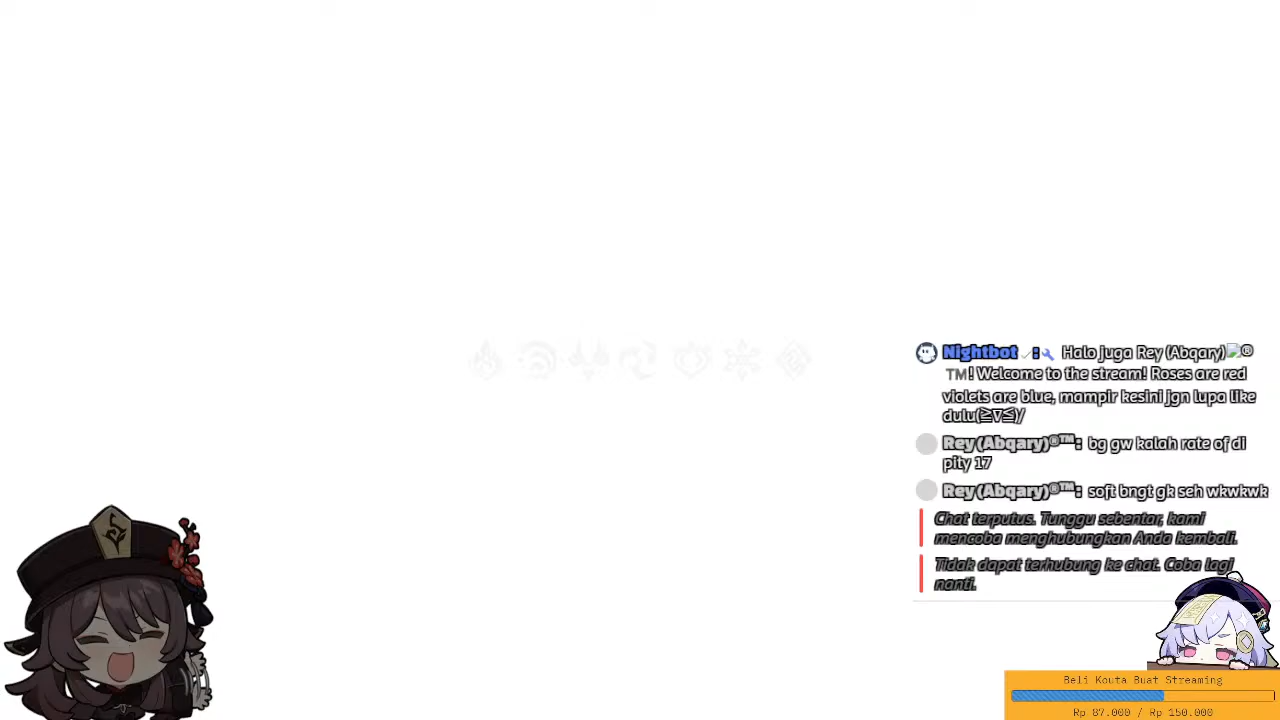 Nightbot ✓: Halo juga Rey (Abqary)®
™! Welcome to the stream! Roses are red
violets are blue, mampir kesini jgn lupa like
dulu(≧∇≦)/
Rey (Abqary)®™: bg gw kalah rate of di
pity 17
Rey (Abqary)®™: soft bngt gk seh wkwkwk
Chat terputus. Tunggu sebentar, kami
mencoba menghubungkan Anda kembali.
Tidak dapat terhubung ke chat. Coba lagi
nanti.
Beli Kouta Buat Streaming
Rp 87.000 / Rp 150.000